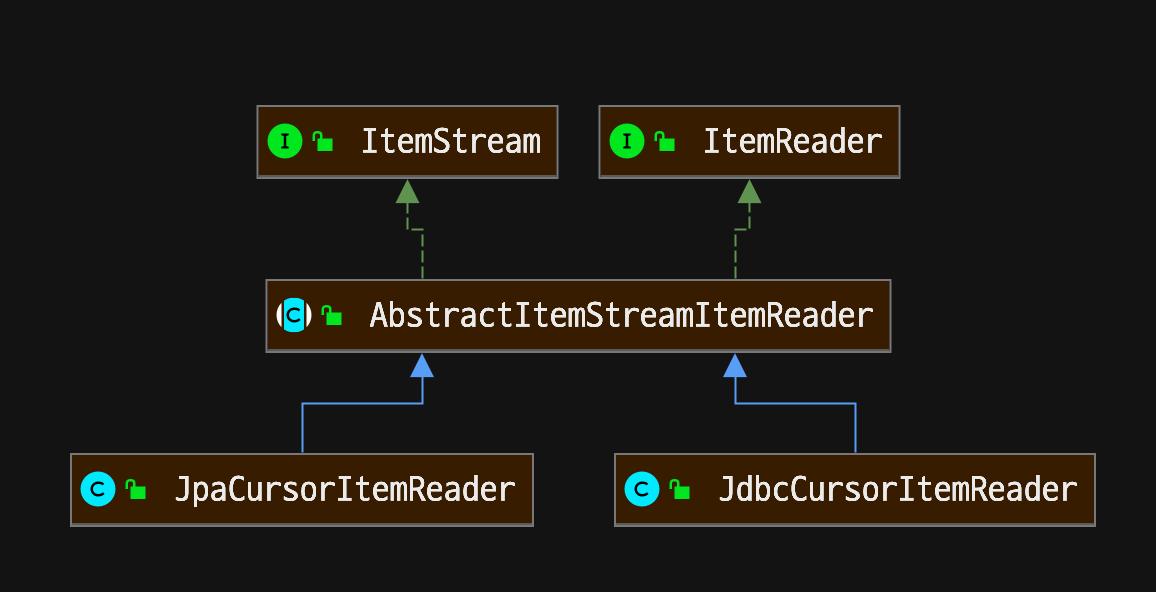 I ItemStream
I ItemReader
C AbstractItemStreamItemReader
C JpaCursorItemReader
C JdbcCursorItemReader